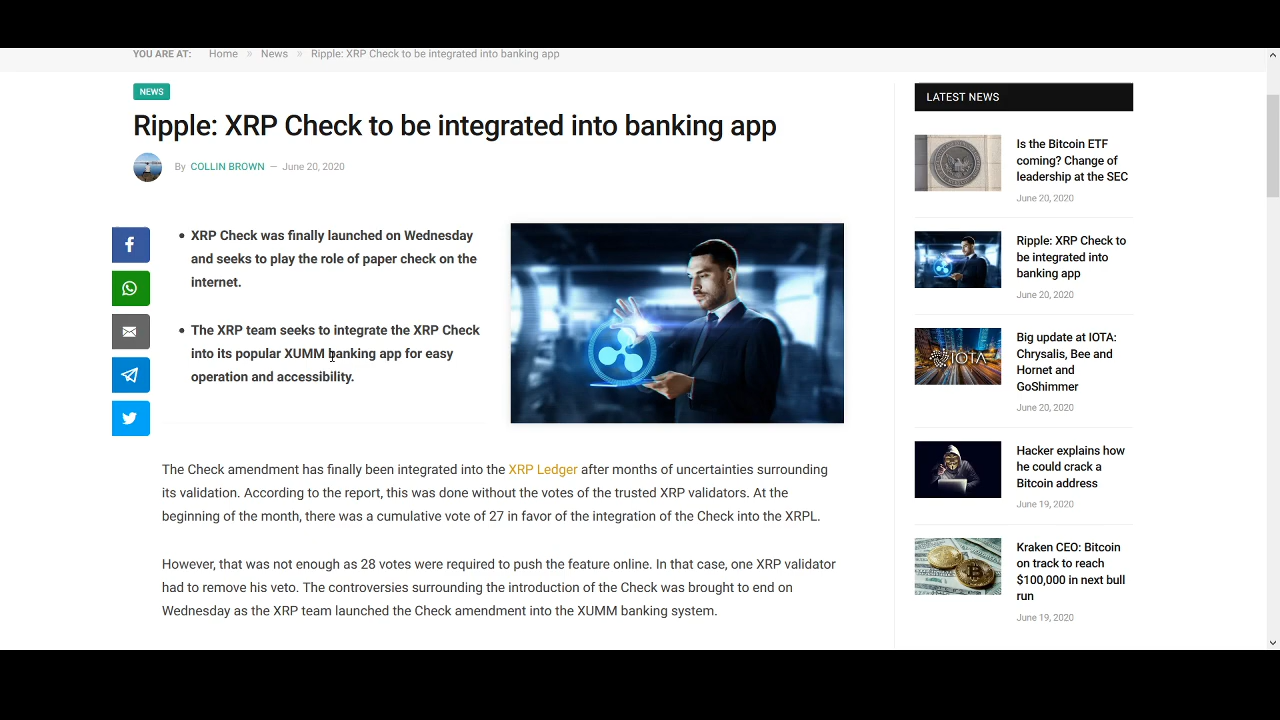 YOU ARE AT: Home » News » Ripple: XRP Check to be integrated into banking app
NEWS
Ripple: XRP Check to be integrated into banking app
By COLLIN BROWN — June 20, 2020
• XRP Check was finally launched on Wednesday
and seeks to play the role of paper check on the
internet.
• The XRP team seeks to integrate the XRP Check
into its popular XUMM banking app for easy
operation and accessibility.
The Check amendment has finally been integrated into the XRP Ledger after months of uncertainties surrounding
its validation. According to the report, this was done without the votes of the trusted XRP validators. At the
beginning of the month, there was a cumulative vote of 27 in favor of the integration of the Check into the XRPL.
However, that was not enough as 28 votes were required to push the feature online. In that case, one XRP validator
had to remove his veto. The controversies surrounding the introduction of the Check was brought to end on
Wednesday as the XRP team launched the Check amendment into the XUMM banking system.
LATEST NEWS
Is the Bitcoin ETF
coming? Change of
leadership at the SEC
June 20, 2020
Ripple: XRP Check to
be integrated into
banking app
June 20, 2020
IOTA
Big update at IOTA:
Chrysalis, Bee and
Hornet and
GoShimmer
June 20, 2020
Hacker explains how
he could crack a
Bitcoin address
June 19, 2020
Kraken CEO: Bitcoin
on track to reach
$100,000 in next bull
run
June 19, 2020